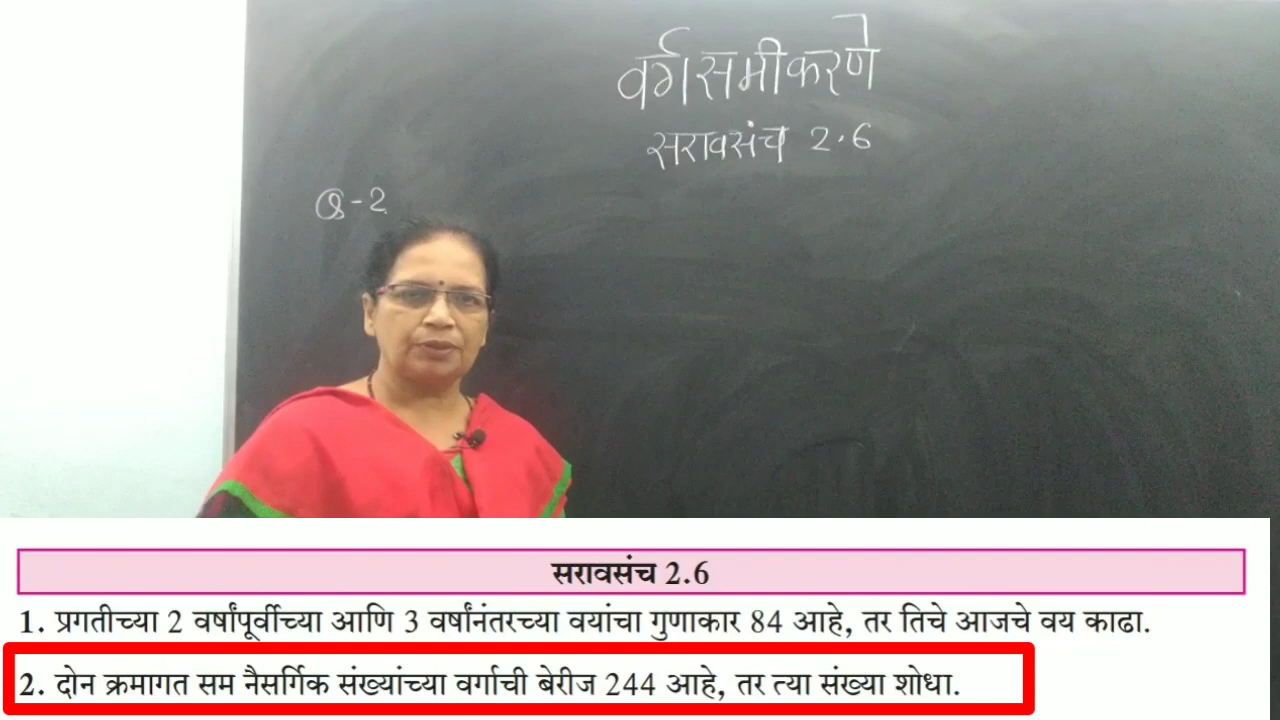 वर्गसमीकरणे
सरावसंच 2.6
Q-2
सरावसंच 2.6
1. प्रगतीच्या 2 वर्षांपूर्वीच्या आणि 3 वर्षांनंतरच्या वयांचा गुणाकार 84 आहे, तर तिचे आजचे वय काढा.
2. दोन क्रमागत सम नैसर्गिक संख्यांच्या वर्गाची बेरीज 244 आहे, तर त्या संख्या शोधा.